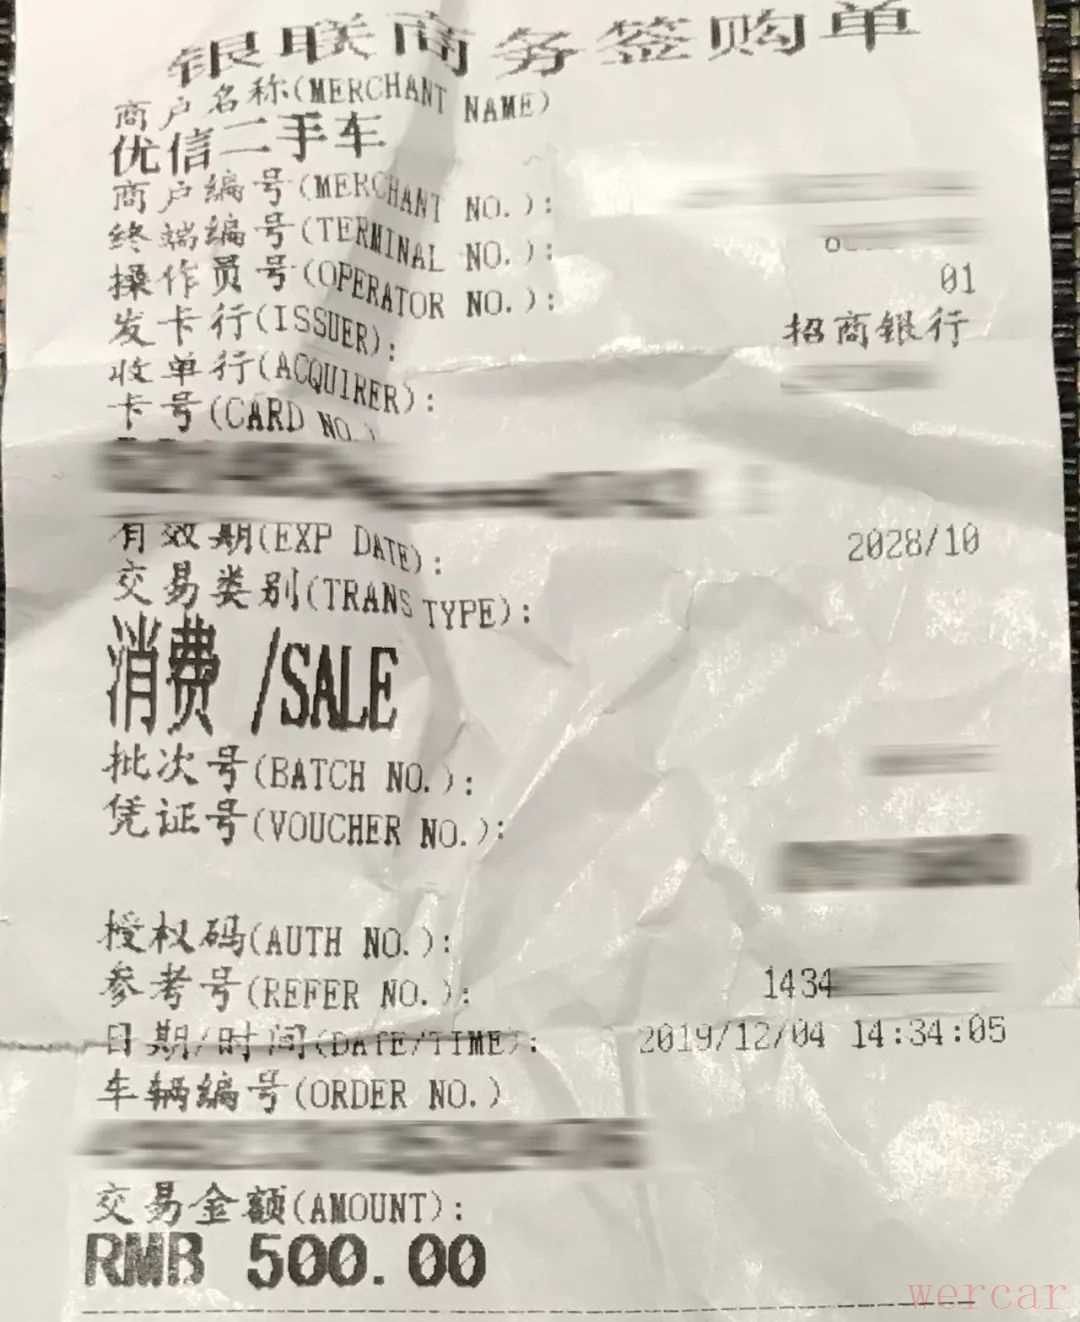 银联商务签购单
商户名称(MERCHANT NAME)
优信二手车
商户编号(MERCHANT NO.):
终端编号(TERMINAL NO.):
操作员号(OPERATOR NO.): 01
发卡行(ISSUER): 招商银行
收单行(ACQUIRER):
卡号(CARD NO.)
有效期(EXP DATE): 2028/10
交易类别(TRANS TYPE):
消费 /SALE
批次号(BATCH NO.):
凭证号(VOUCHER NO.):
授权码(AUTH NO.):
参考号(REFER NO.): 1434
日期/时间(DATE/TIME): 2019/12/04 14:34:05
车辆编号(ORDER NO.)
交易金额(AMOUNT):
RMB 500.00
wercar